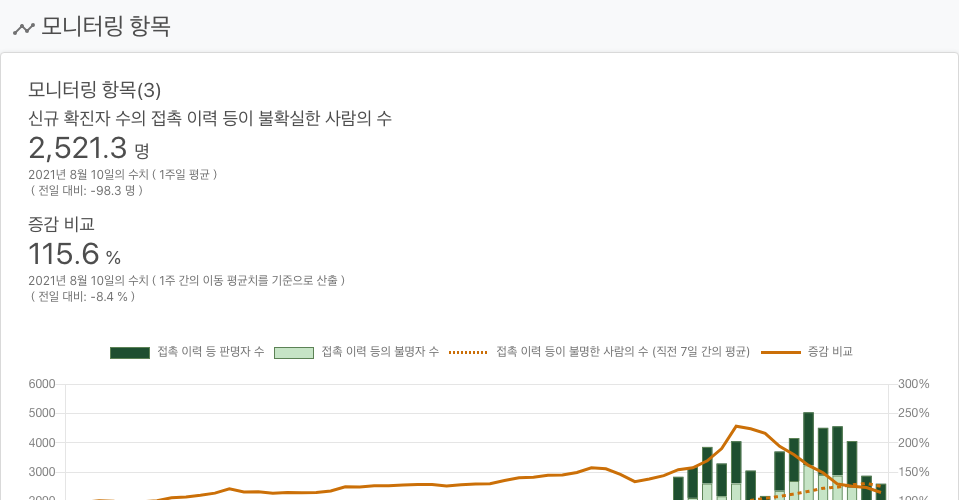 모니터링 항목
모니터링 항목(3)
신규 확진자 수의 접촉 이력 등이 불확실한 사람의 수
2,521.3 명
2021년 8월 10일의 수치 ( 1주일 평균 )
( 전일 대비: -98.3 명 )
증감 비교
115.6 %
2021년 8월 10일의 수치 ( 1주 간의 이동 평균치를 기준으로 산출 )
( 전일 대비: -8.4 % )
접촉 이력 등 판명자 수 접촉 이력 등의 불명자 수 접촉 이력 등이 불명한 사람의 수 (직전 7일 간의 평균) 증감 비교
6000 300%
5000 250%
4000 200%
3000 150%
2000 100%